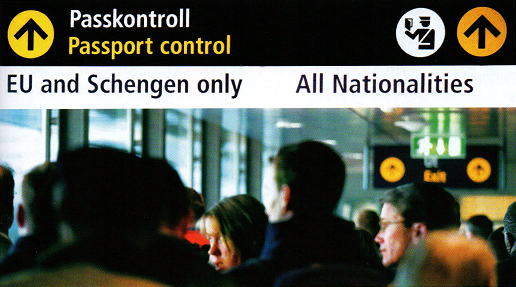 Passkontroll
Passport control
EU and Schengen only
All Nationalities
Exit